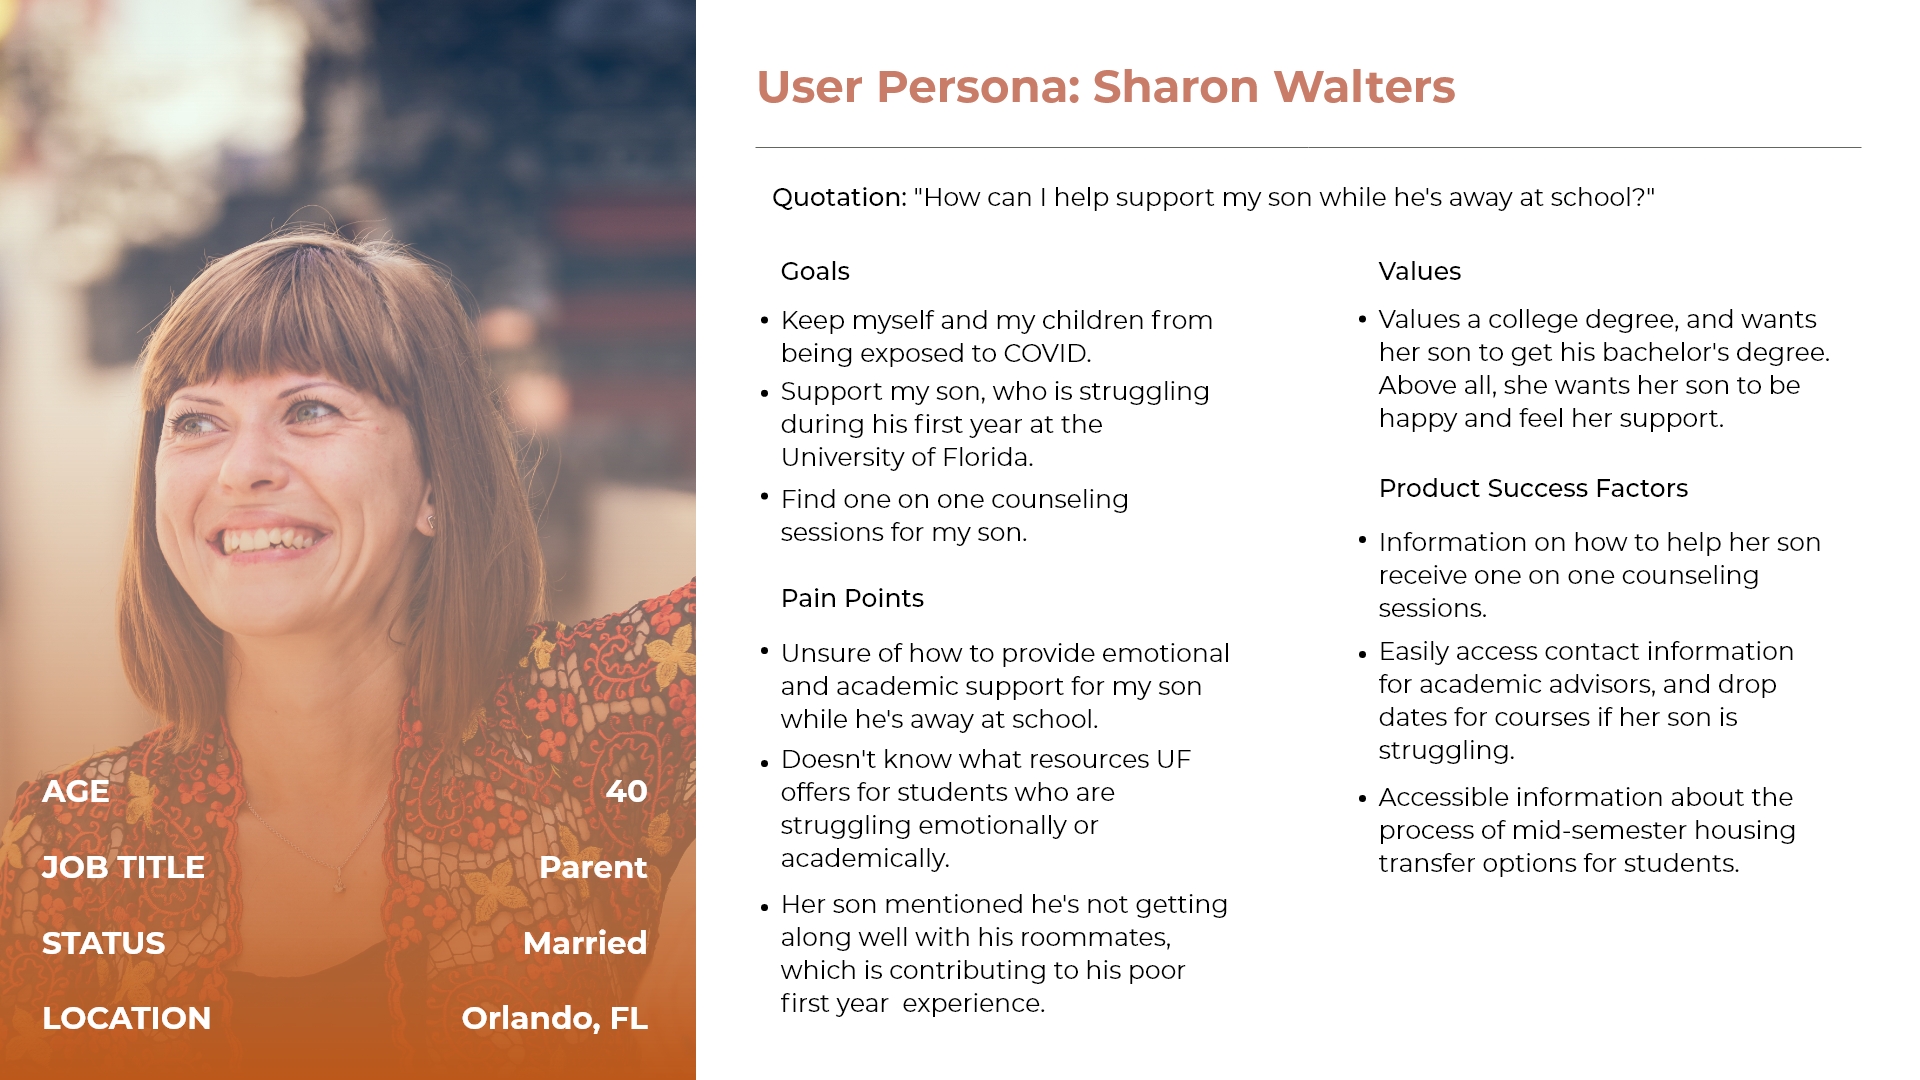 User Persona: Sharon Walters
Quotation: "How can I help support my son while he's away at school?"
Goals
• Keep myself and my children from
being exposed to COVID.
• Support my son, who is struggling
during his first year at the
University of Florida.
• Find one on one counseling
sessions for my son.
Pain Points
• Unsure of how to provide emotional
and academic support for my son
while he's away at school.
• Doesn't know what resources UF
offers for students who are
struggling emotionally or
academically.
• Her son mentioned he's not getting
along well with his roommates,
which is contributing to his poor
first year  experience.
Values
• Values a college degree, and wants
her son to get his bachelor's degree.
Above all, she wants her son to be
happy and feel her support.
Product Success Factors
• Information on how to help her son
receive one on one counseling
sessions.
• Easily access contact information
for academic advisors, and drop
dates for courses if her son is
struggling.
• Accessible information about the
process of mid-semester housing
transfer options for students.
AGE 40
JOB TITLE Parent
STATUS Married
LOCATION Orlando, FL